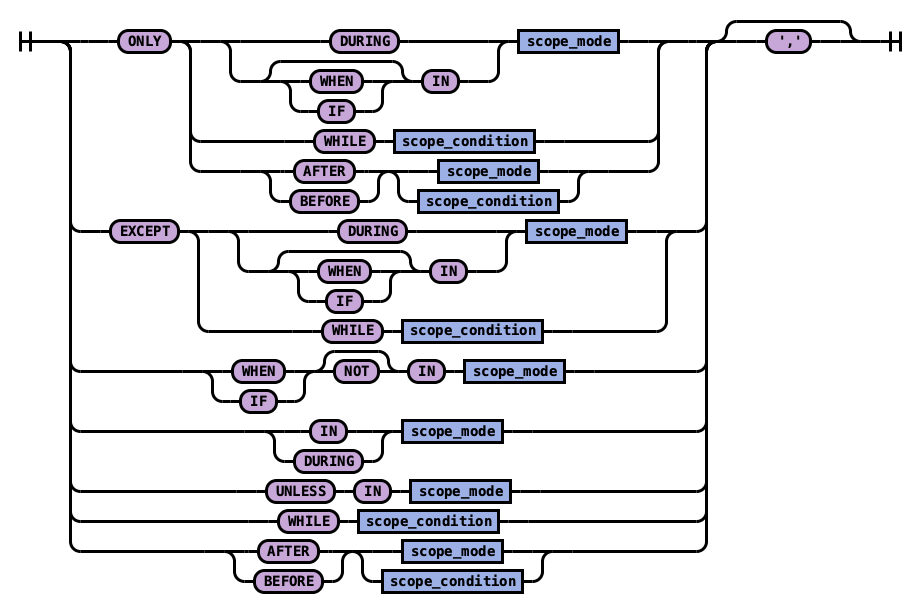 ONLY DURING scope_mode ','
WHEN IN
IF
WHILE scope_condition
AFTER scope_mode
BEFORE scope_condition
EXCEPT DURING scope_mode
WHEN IN
IF
WHILE scope_condition
WHEN NOT IN scope_mode
IF
IN scope_mode
DURING
UNLESS IN scope_mode
WHILE scope_condition
AFTER scope_mode
BEFORE scope_condition